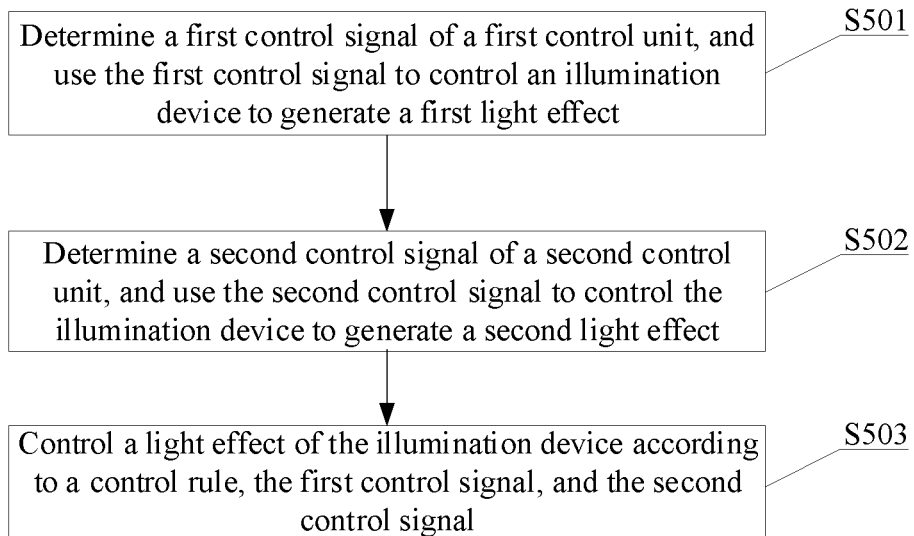 Determine a first control signal of a first control unit, and
use the first control signal to control an illumination
device to generate a first light effect
S501
Determine a second control signal of a second control
unit, and use the second control signal to control the
illumination device to generate a second light effect
S502
Control a light effect of the illumination device according
to a control rule, the first control signal, and the second
control signal
S503